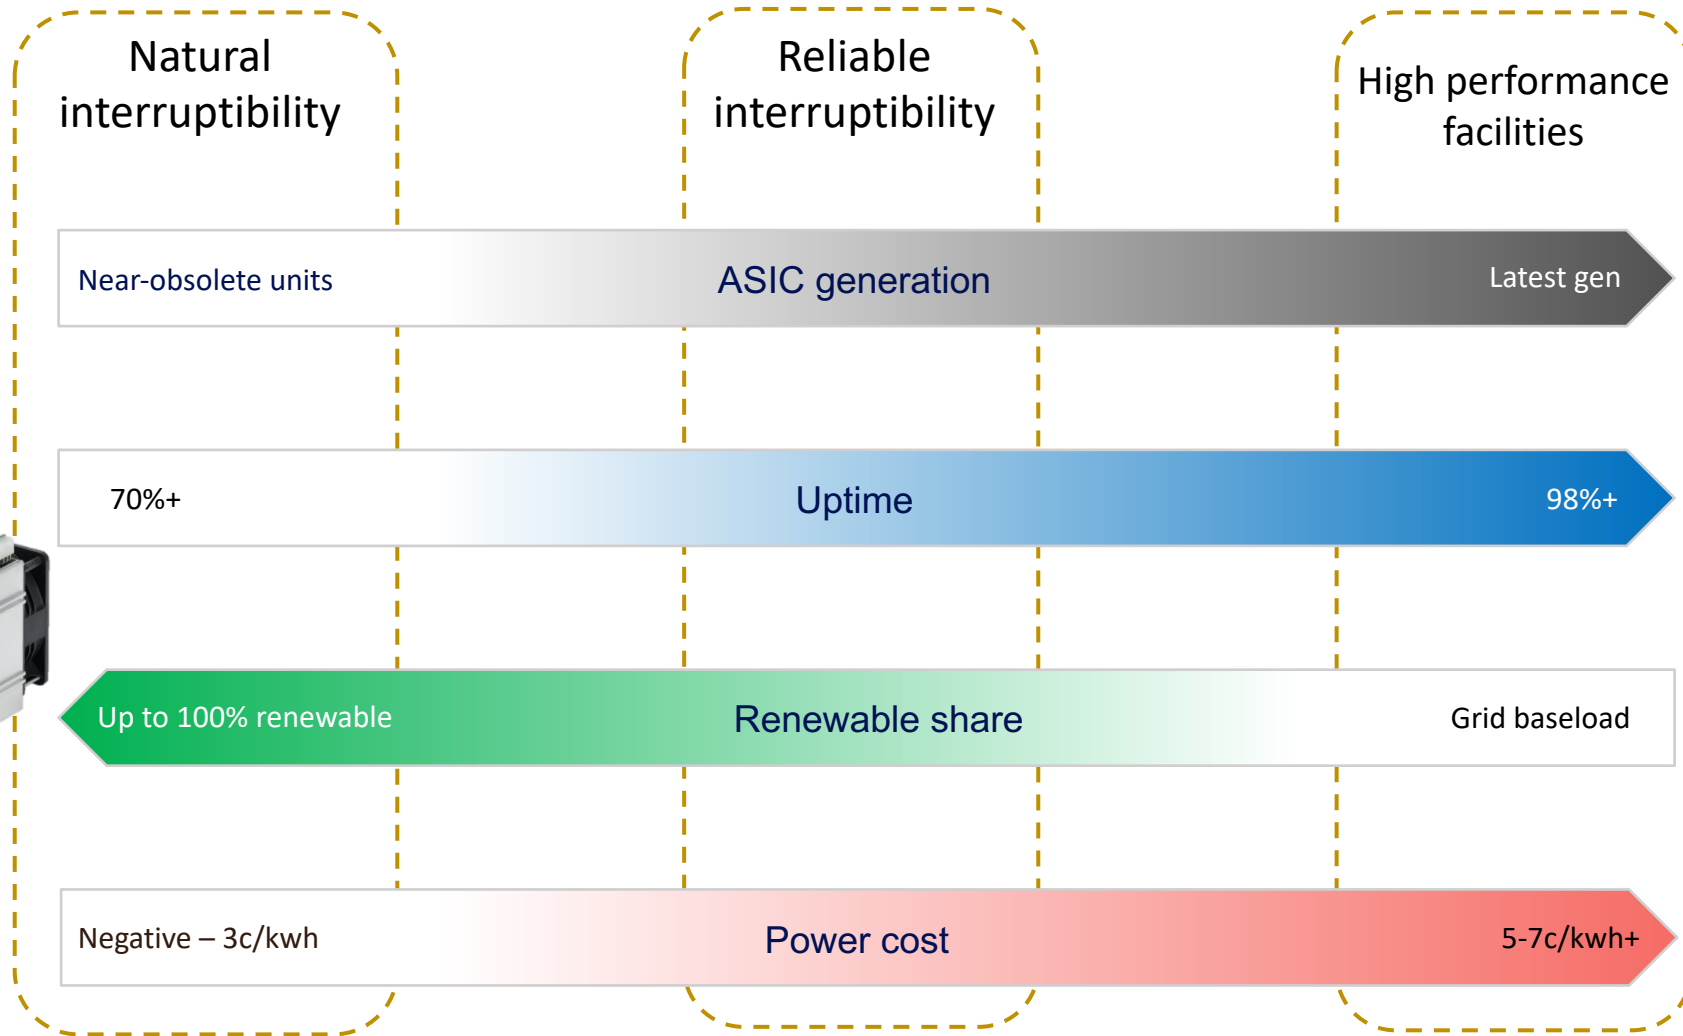 Natural
interruptibility
Reliable
interruptibility
High performance
facilities
Near-obsolete units
ASIC generation
Latest gen
70%+
Uptime
98%+
Up to 100% renewable
Renewable share
Grid baseload
Negative – 3c/kwh
Power cost
5-7c/kwh+